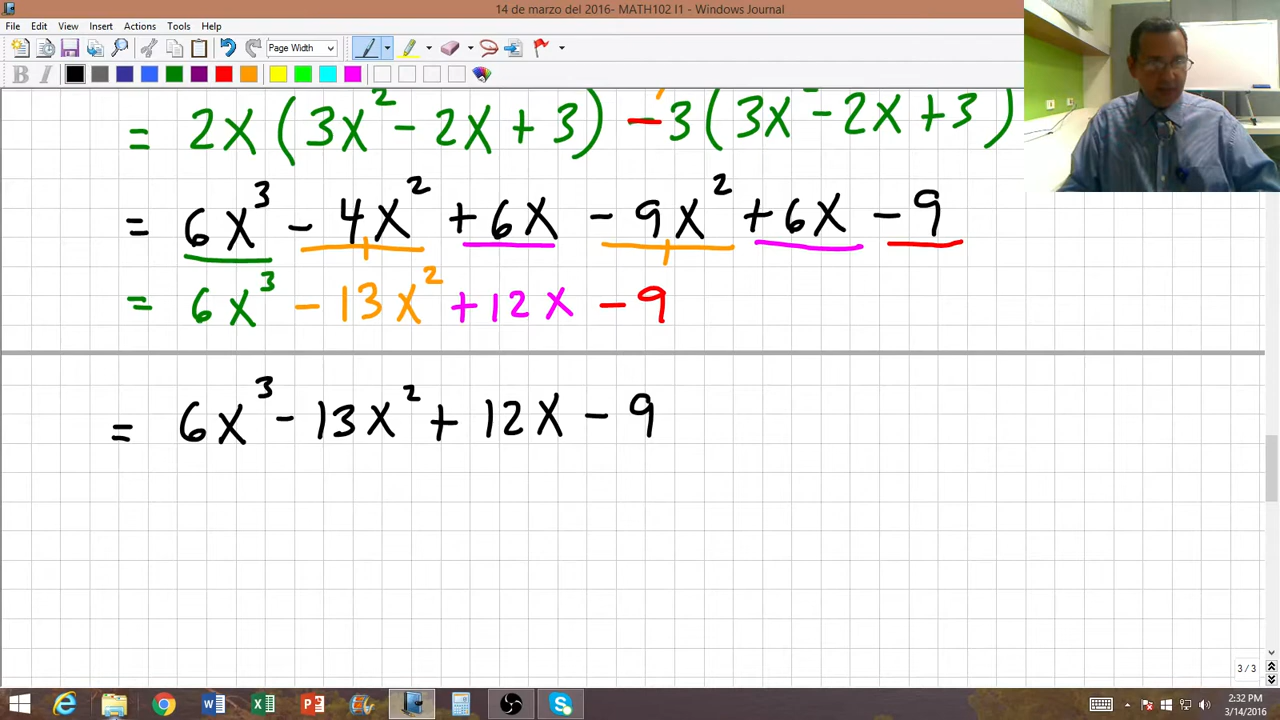 14 de marzo del 2016- MATH102 I1 - Windows Journal
File Edit View Insert Actions Tools Help
Page Width
B I
= 2X (3X² - 2X + 3) - 3 (3X² - 2X + 3)
= 6X³ - 4X² + 6X - 9X² + 6X - 9
= 6X³ - 13X² + 12X - 9
= 6X³ - 13X² + 12X - 9
3 / 3
2:32 PM
3/14/2016